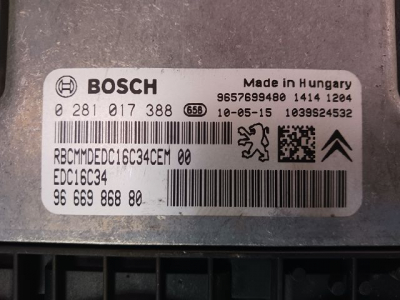 BOSCH
Made in Hungary
9657699480 1414 1204
0 281 017 388 658 10-05-15 1039S24532
RBCMMDEDC16C34CEM 00
EDC16C34
96 669 868 80